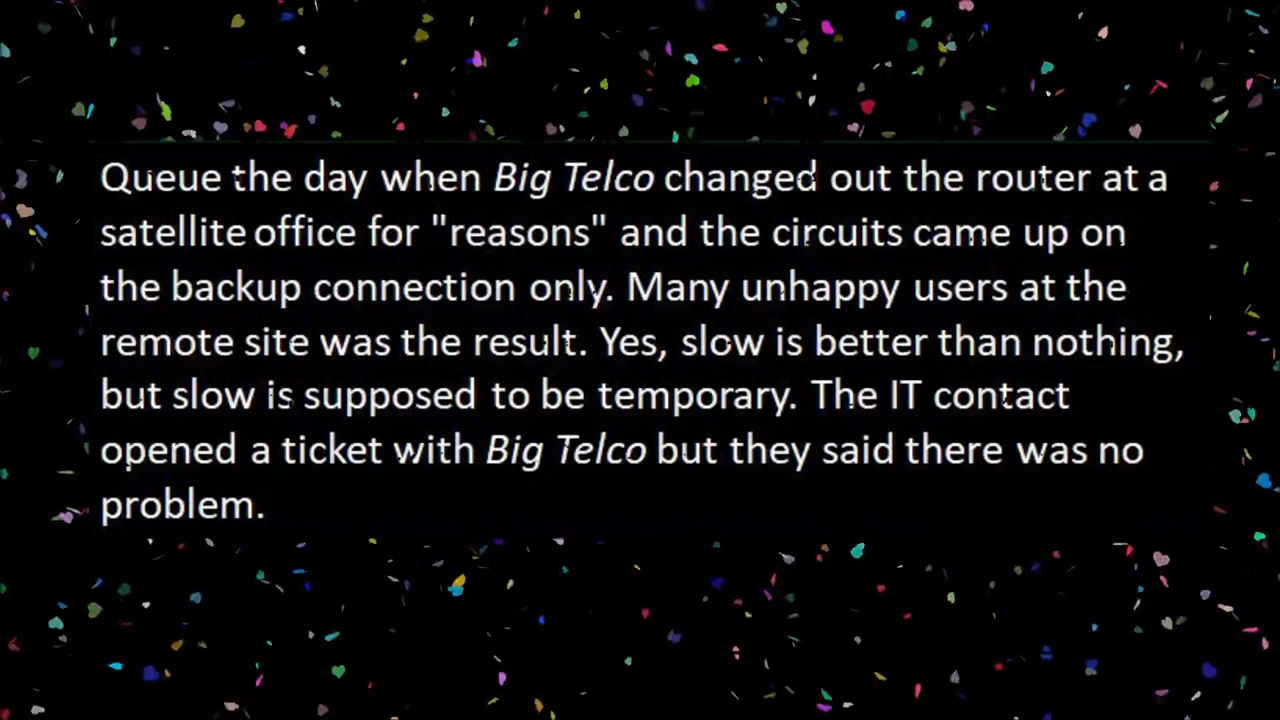 Queue the day when Big Telco changed out the router at a
satellite office for "reasons" and the circuits came up on
the backup connection only. Many unhappy users at the
remote site was the result. Yes, slow is better than nothing,
but slow is supposed to be temporary. The IT contact
opened a ticket with Big Telco but they said there was no
problem.